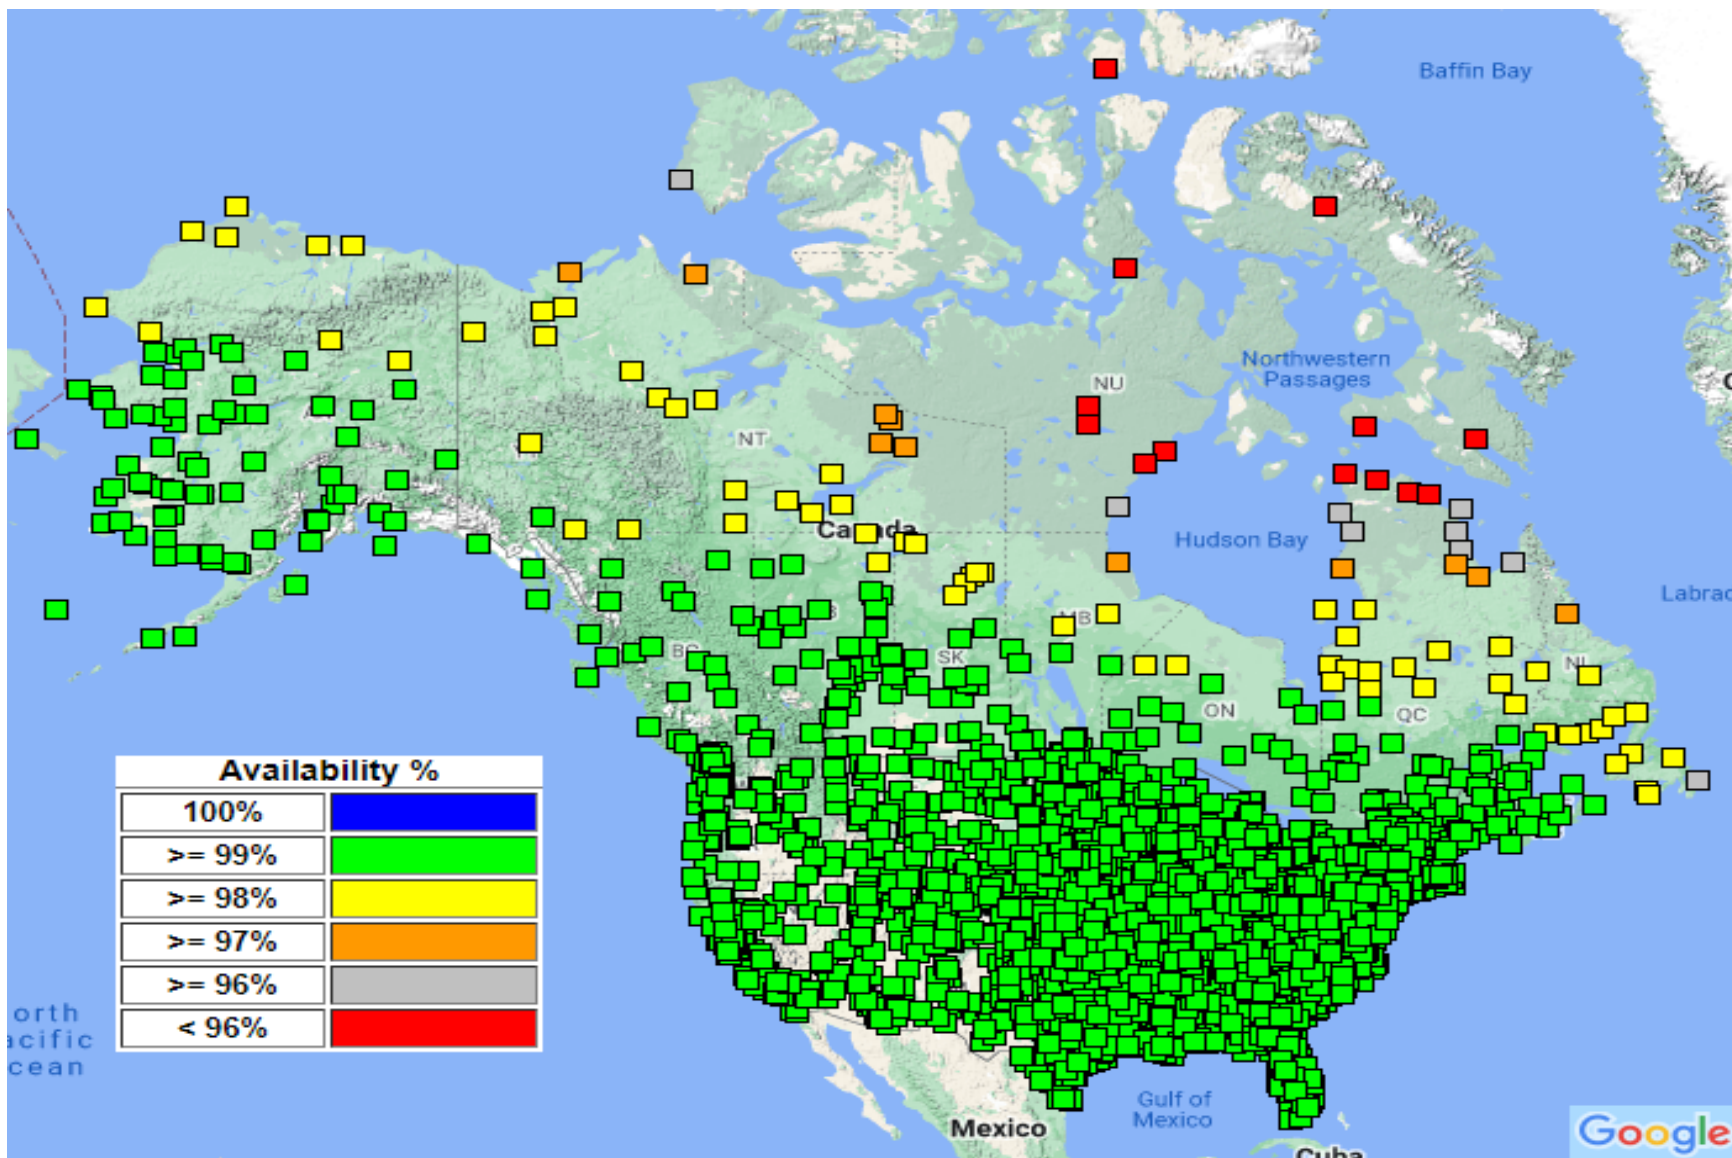 Baffin Bay
Northwestern
Passages
NU
NT
Canada
Hudson Bay
Labrac
MB
BC
SK
NL
ON
QC
Availability %
100%
>= 99%
>= 98%
>= 97%
>= 96%
< 96%
orth
acific
cean
Gulf of
Mexico
Mexico
Cuba
Google